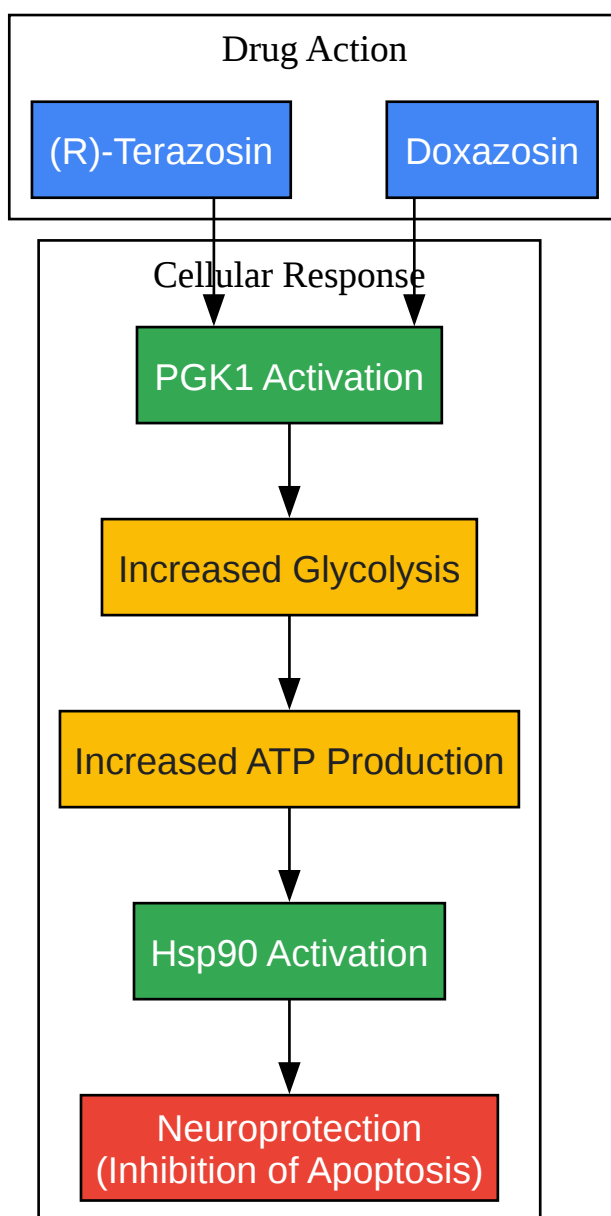 Drug Action
(R)-Terazosin
Doxazosin
Cellular Response
PGK1 Activation
Increased Glycolysis
Increased ATP Production
Hsp90 Activation
Neuroprotection
(Inhibition of Apoptosis)